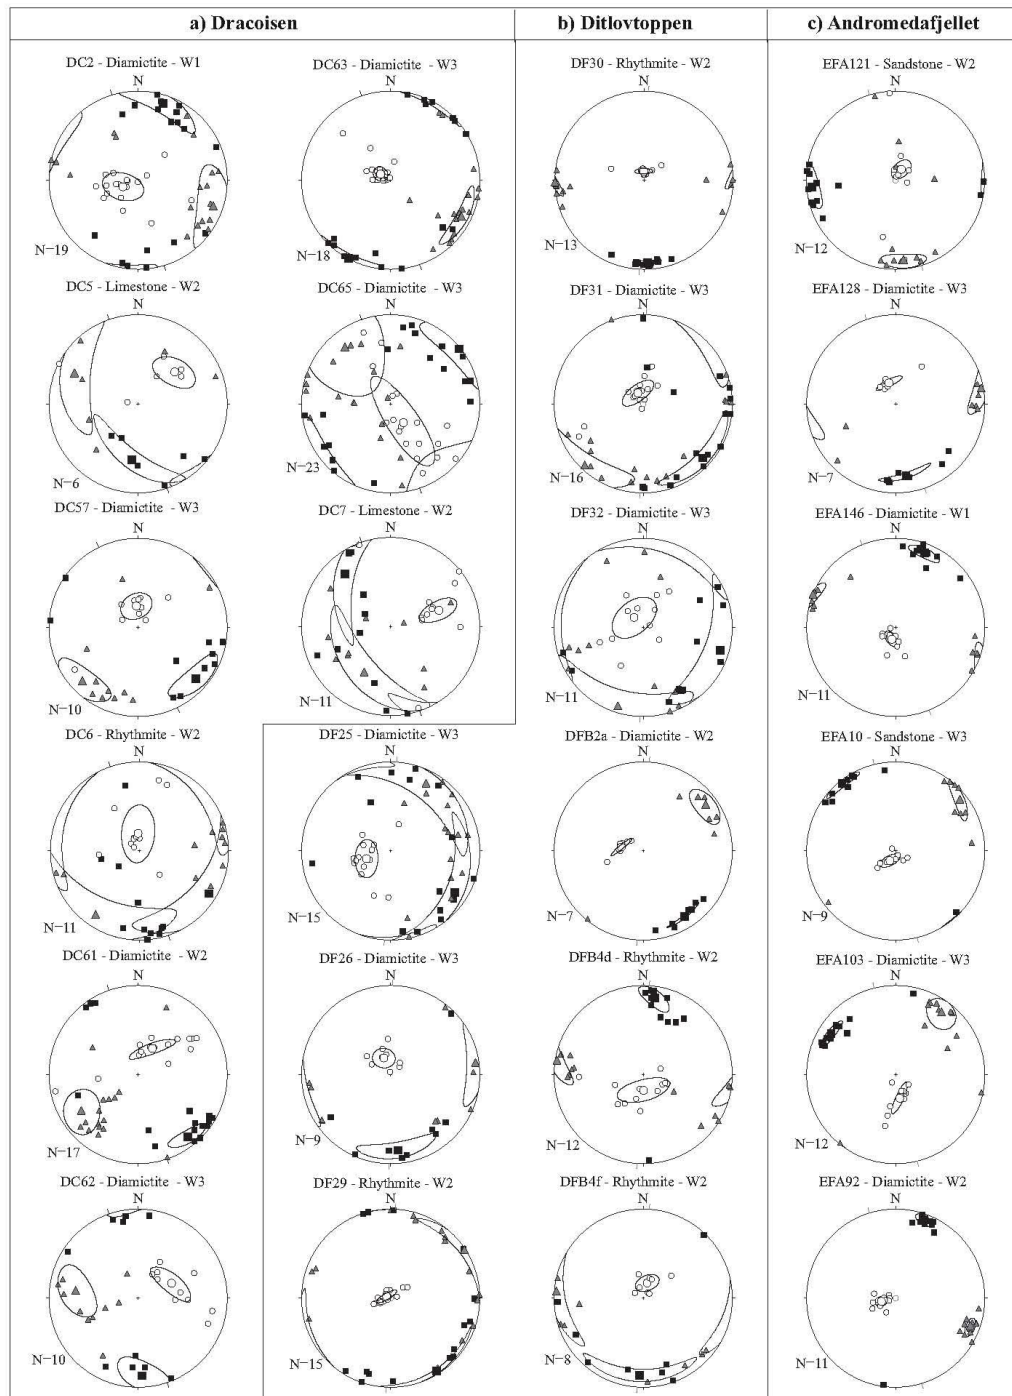 a) Dracoisen
b) Ditlovtoppen
c) Andromedafjellet
DC2 - Diamictite - W1
N
N=19
DC63 - Diamictite - W3
N
N=18
DF30 - Rhythmite - W2
N
N=13
EFA121 - Sandstone - W2
N
N=12
DC5 - Limestone - W2
N
N=6
DC65 - Diamictite - W3
N
N=23
DF31 - Diamictite - W3
N
N=16
EFA128 - Diamictite - W3
N
N=7
DC57 - Diamictite - W3
N
N=10
DC7 - Limestone - W2
N
N=11
DF32 - Diamictite - W3
N
N=11
EFA146 - Diamictite - W1
N
N=11
DC6 - Rhythmite - W2
N
N=11
DF25 - Diamictite - W3
N
N=15
DFB2a - Diamictite - W2
N
N=7
EFA10 - Sandstone - W3
N
N=9
DC61 - Diamictite - W2
N
N=17
DF26 - Diamictite - W3
N
N=9
DFB4d - Rhythmite - W2
N
N=12
EFA103 - Diamictite - W3
N
N=12
DC62 - Diamictite - W3
N
N=10
DF29 - Rhythmite - W2
N
N=15
DFB4f - Rhythmite - W2
N
N=8
EFA92 - Diamictite - W2
N
N=11